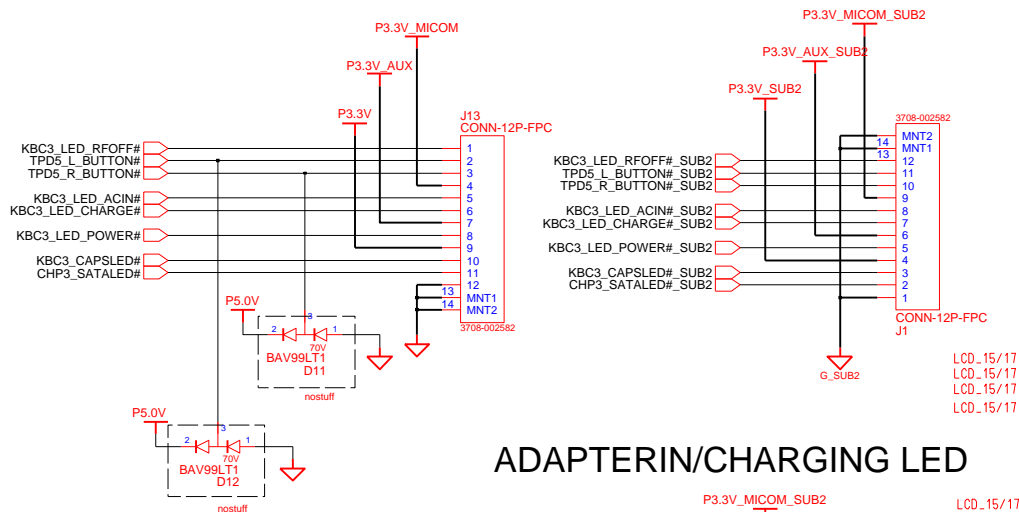 P3.3V_MICOM
P3.3V_AUX
P3.3V
J13
CONN-12P-FPC
KBC3_LED_RFOFF#
1
TPD5_L_BUTTON#
2
TPD5_R_BUTTON#
3
4
KBC3_LED_ACIN#
5
KBC3_LED_CHARGE#
6
7
KBC3_LED_POWER#
8
9
KBC3_CAPSLED#
10
CHP3_SATALED#
11
12
13 MNT1
14 MNT2
3708-002582
P5.0V
2 3 1
70V
BAV99LT1
D11
nostuff
P5.0V
2 3 1
70V
BAV99LT1
D12
nostuff
P3.3V_MICOM_SUB2
P3.3V_AUX_SUB2
P3.3V_SUB2
3708-002582
MNT2
14 MNT1
13
KBC3_LED_RFOFF#_SUB2
12
TPD5_L_BUTTON#_SUB2
11
TPD5_R_BUTTON#_SUB2
10
9
KBC3_LED_ACIN#_SUB2
8
KBC3_LED_CHARGE#_SUB2
7
6
KBC3_LED_POWER#_SUB2
5
4
KBC3_CAPSLED#_SUB2
3
CHP3_SATALED#_SUB2
2
1
CONN-12P-FPC
J1
G_SUB2
LCD_15/17
LCD_15/17
LCD_15/17
LCD_15/17
ADAPTERIN/CHARGING LED
P3.3V_MICOM_SUB2
LCD_15/17